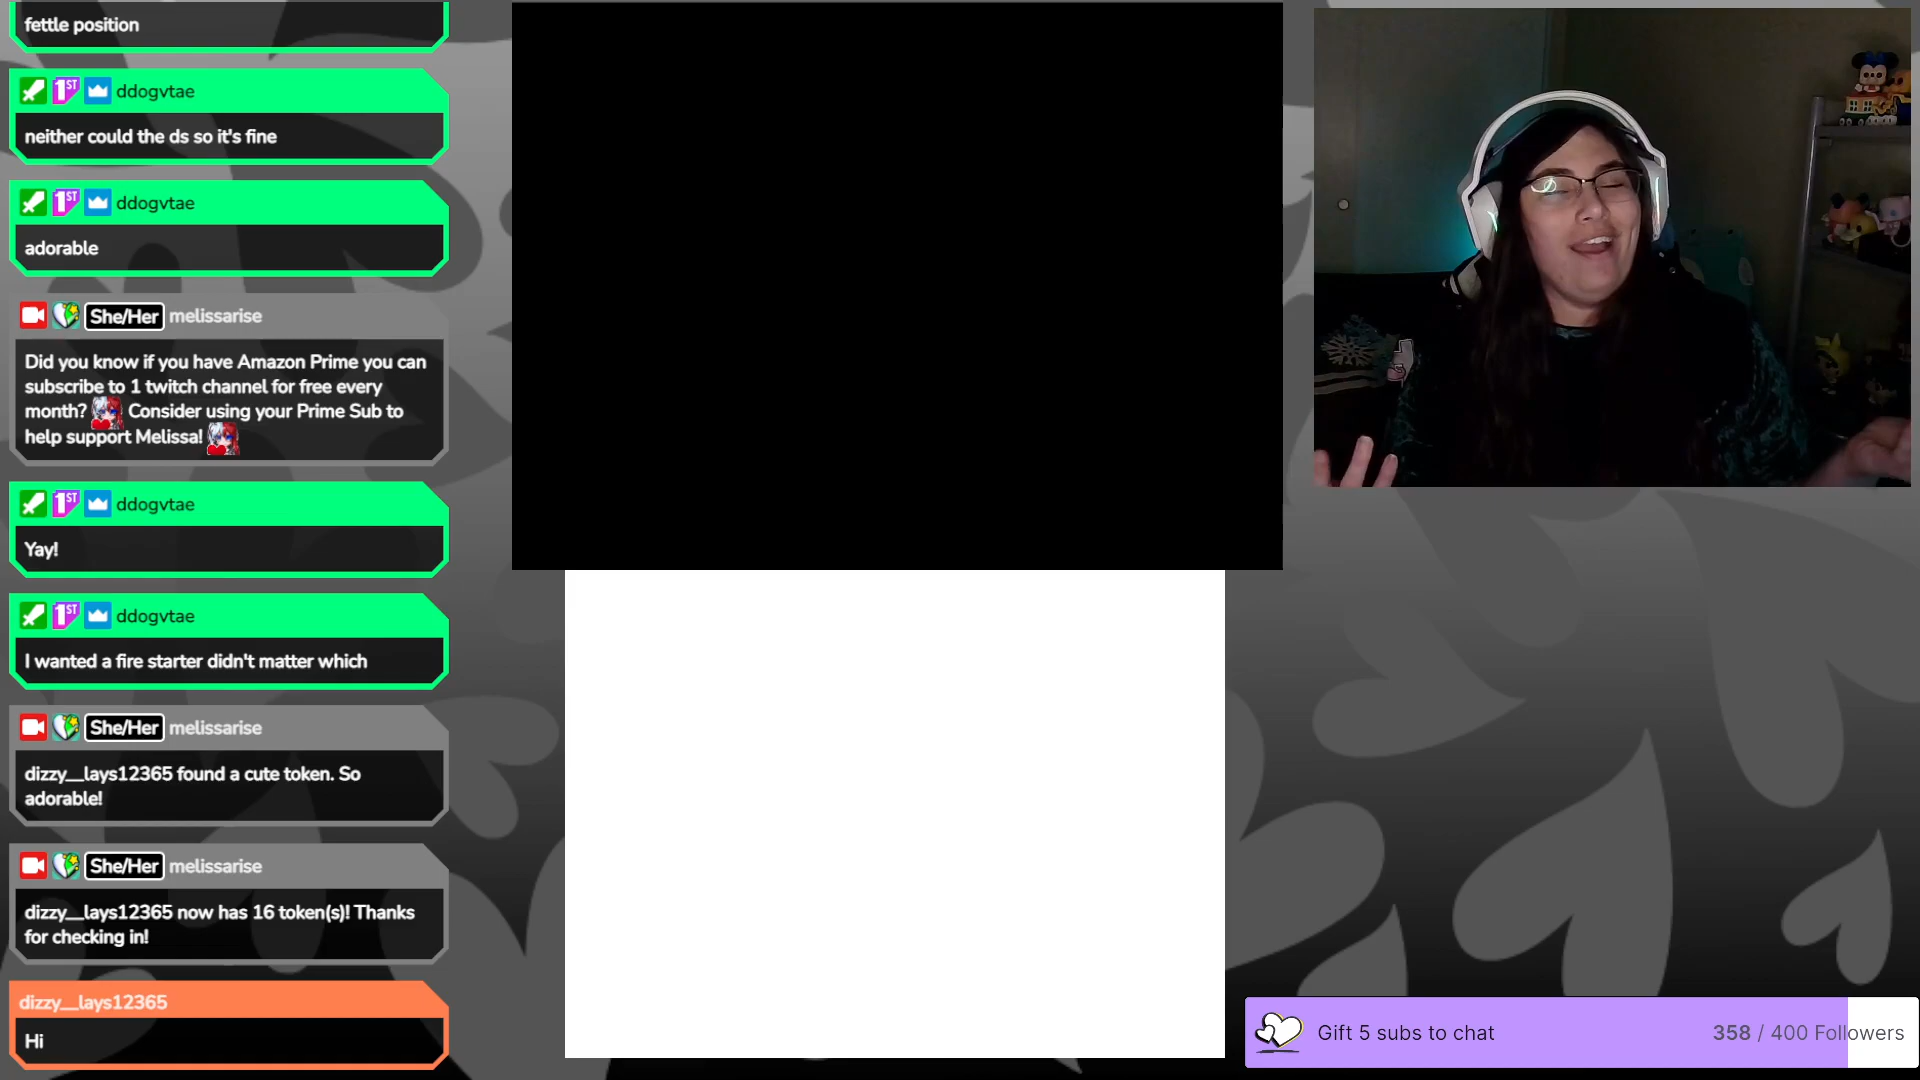 fettle position
1ST ddogvtae
neither could the ds so it's fine
1ST ddogvtae
adorable
She/Her melissarise
Did you know if you have Amazon Prime you can
subscribe to 1 twitch channel for free every
month? Consider using your Prime Sub to
help support Melissa!
1ST ddogvtae
Yay!
1ST ddogvtae
I wanted a fire starter didn't matter which
She/Her melissarise
dizzy__lays12365 found a cute token. So
adorable!
She/Her melissarise
dizzy__lays12365 now has 16 token(s)! Thanks
for checking in!
dizzy__lays12365
Hi
Gift 5 subs to chat 358 / 400 Followers